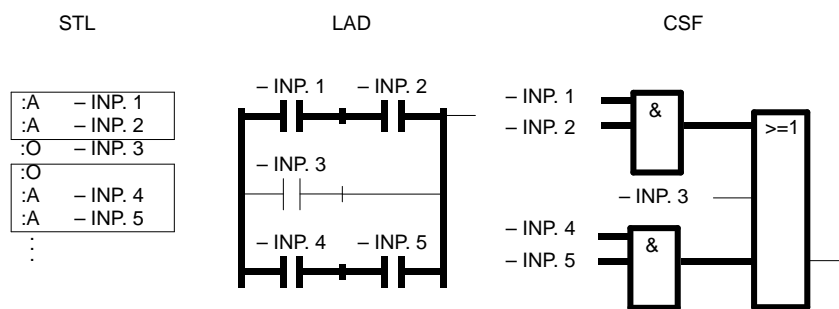 STL LAD CSF
:A – INP. 1
:A – INP. 2
:O – INP. 3
:O
:A – INP. 4
:A – INP. 5
:
:
– INP. 1 – INP. 2
– INP. 3
– INP. 4 – INP. 5
– INP. 1
– INP. 2
&
>=1
– INP. 3
– INP. 4
– INP. 5
&